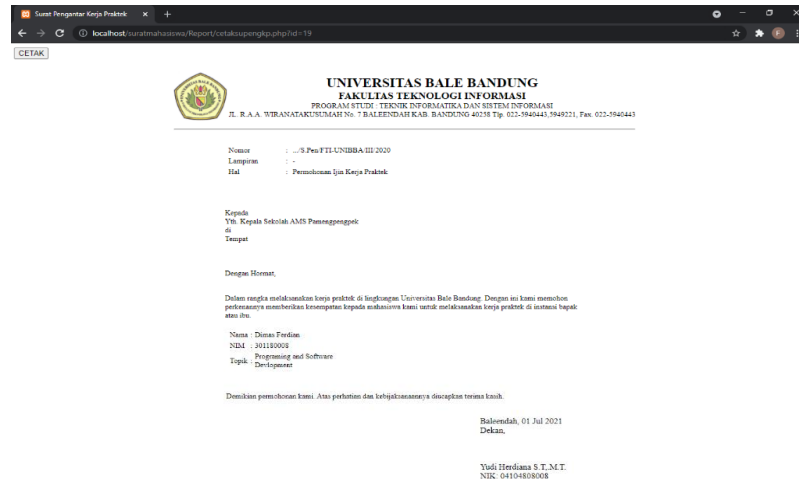 Surat Pengantar Kerja Praktek
localhost/suratmahasiswa/Report/cetaksupengkp.php?id=19
CETAK
UNIVERSITAS BALE BANDUNG
FAKULTAS TEKNOLOGI INFORMASI
PROGRAM STUDI : TEKNIK INFORMATIKA DAN SISTEM INFORMASI
JL. R.A.A. WIRANATAKUSUMAH No. 7 BALEENDAH KAB. BANDUNG 40258 Tlp. 022-5940443,5949221, Fax. 022-5940443
Nomor : .../S.Pen/FTI-UNIBBA/III/2020
Lampiran : -
Hal : Permohonan Ijin Kerja Praktek
Kepada
Yth. Kepala Sekolah AMS Pamengpengpek
di
Tempat
Dengan Hormat,
Dalam rangka melaksanakan kerja praktek di lingkungan Universitas Bale Bandung. Dengan ini kami memohon
perkenannya memberikan kesempatan kepada mahasiswa kami untuk melaksanakan kerja praktek di instansi bapak
atau ibu.
Nama : Dimas Ferdian
NIM : 301180008
Topik : Programing and Software
Devlopment
Demikian permohonan kami. Atas perhatian dan kebijaksanaannya diucapkan terima kasih.
Baleendah, 01 Jul 2021
Dekan,
Yudi Herdiana S.T,.M.T.
NIK: 04104808008